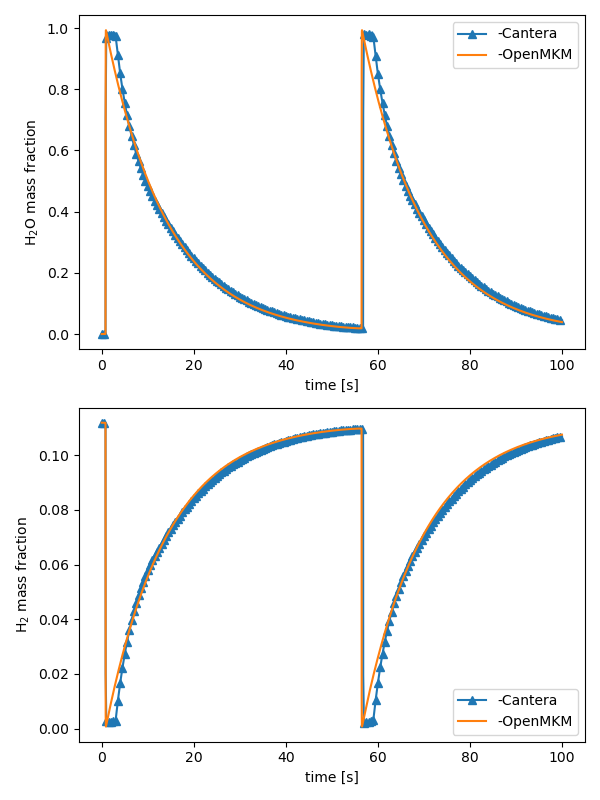 1.0
0.8
0.6
0.4
0.2
0.0
H₂O mass fraction
-Cantera
-OpenMKM
0 20 40 60 80 100
time [s]
0.10
0.08
0.06
0.04
0.02
0.00
H₂ mass fraction
-Cantera
-OpenMKM
0 20 40 60 80 100
time [s]